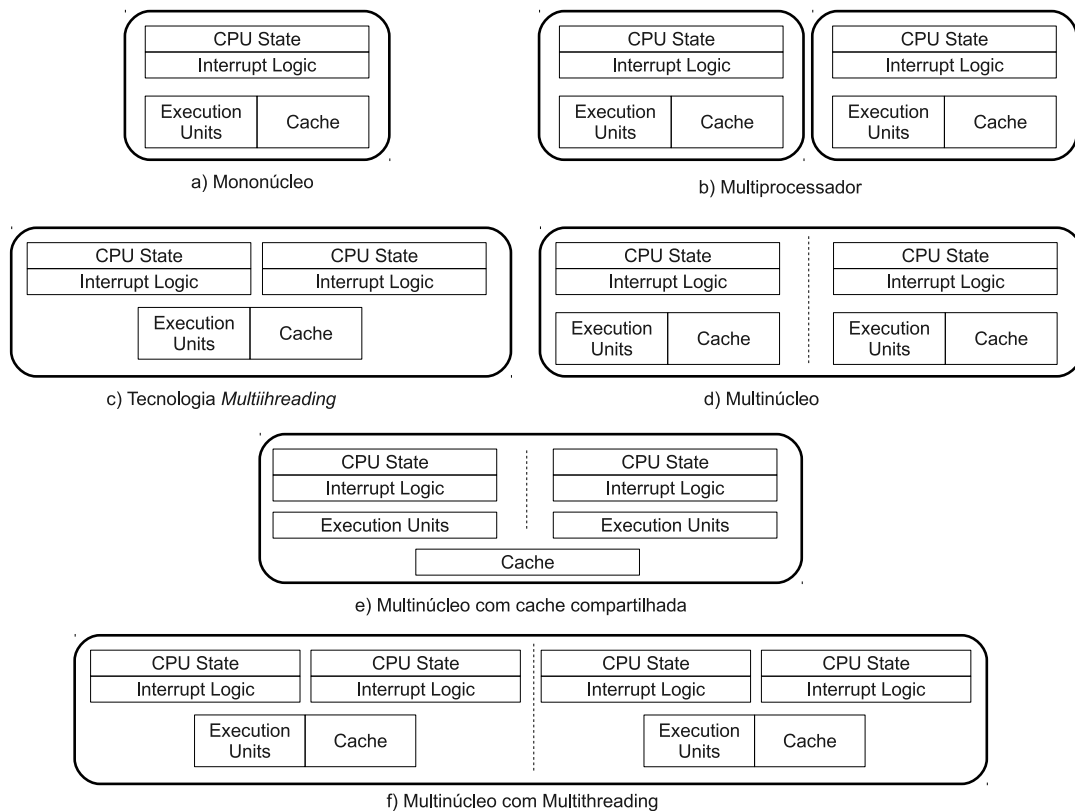 CPU State
Interrupt Logic
Execution Units
Cache
a) Mononúcleo
CPU State
Interrupt Logic
Execution Units
Cache
CPU State
Interrupt Logic
Execution Units
Cache
b) Multiprocessador
CPU State
Interrupt Logic
CPU State
Interrupt Logic
Execution Units
Cache
c) Tecnologia Multiihreading
CPU State
Interrupt Logic
Execution Units
Cache
CPU State
Interrupt Logic
Execution Units
Cache
d) Multinúcleo
CPU State
Interrupt Logic
Execution Units
CPU State
Interrupt Logic
Execution Units
Cache
e) Multinúcleo com cache compartilhada
CPU State
Interrupt Logic
CPU State
Interrupt Logic
Execution Units
Cache
CPU State
Interrupt Logic
CPU State
Interrupt Logic
Execution Units
Cache
f) Multinúcleo com Multithreading